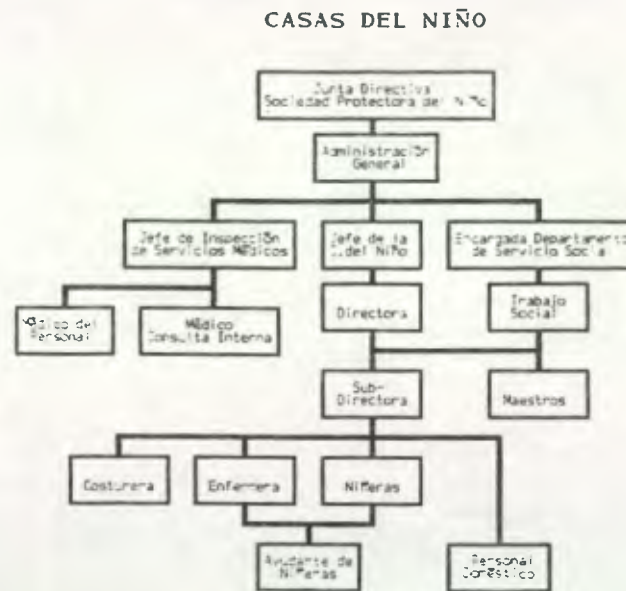 CASAS DEL NIÑO
Junta Directiva
Sociedad Protectora del Niño
Administración
General
Jefe de Inspección
de Servicios Médicos
Jefe de la
C.del Niño
Encargada Departamento
de Servicio Social
Médico del
Personal
Médico
Consulta Interna
Directora
Trabajo
Social
Sub-
Directora
Maestros
Costurera
Enfermera
Niñeras
Ayudante de
Niñeras
Personal
Doméstico